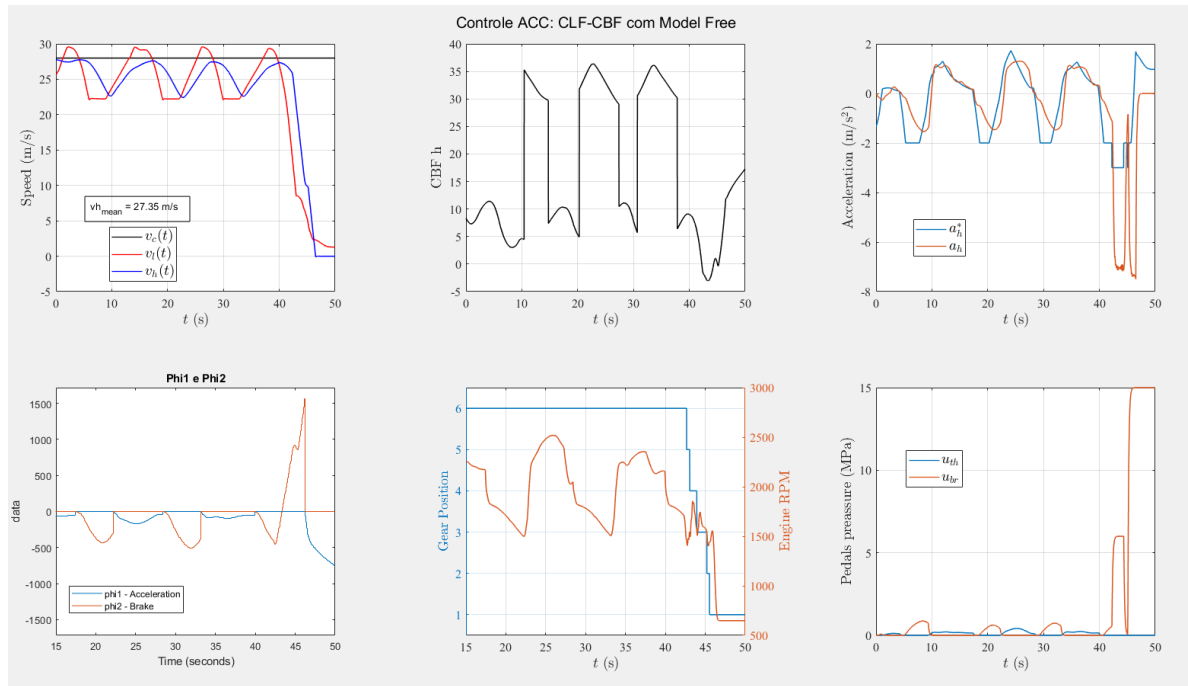 Controle ACC: CLF-CBF com Model Free
30
25
20
15
10
5
0
-5
Speed (m/s)
vh_mean = 27.35 m/s
v_c(t)
v_l(t)
v_h(t)
0 10 20 30 40 50
t (s)
40
35
30
25
20
15
10
5
0
-5
CBF h
0 10 20 30 40 50
t (s)
2
0
-2
-4
-6
-8
Acceleration (m/s²)
a_h^*
a_h
0 10 20 30 40 50
t (s)
Phi1 e Phi2
1500
1000
500
0
-500
-1000
-1500
data
phi1 - Acceleration
phi2 - Brake
15 20 25 30 35 40 45 50
Time (seconds)
6
5
4
3
2
1
Gear Position
3000
2500
2000
1500
1000
500
Engine RPM
15 20 25 30 35 40 45 50
t (s)
15
10
5
0
Pedals preassure (MPa)
u_th
u_br
0 10 20 30 40 50
t (s)